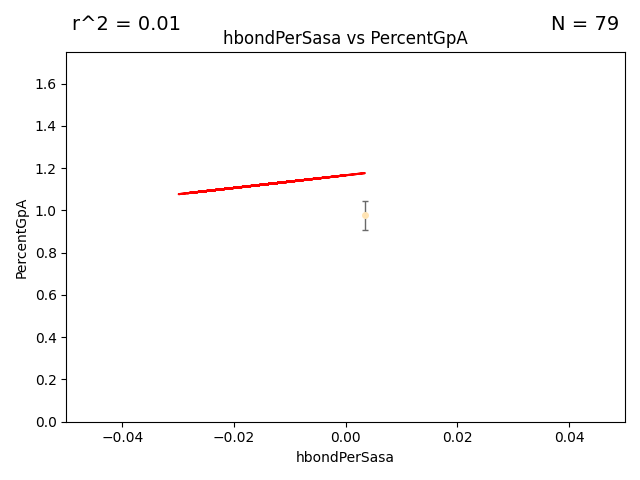 r^2 = 0.01
N = 79
hbondPerSasa vs PercentGpA
PercentGpA
1.6
1.4
1.2
1.0
0.8
0.6
0.4
0.2
0.0
−0.04
−0.02
0.00
0.02
0.04
hbondPerSasa